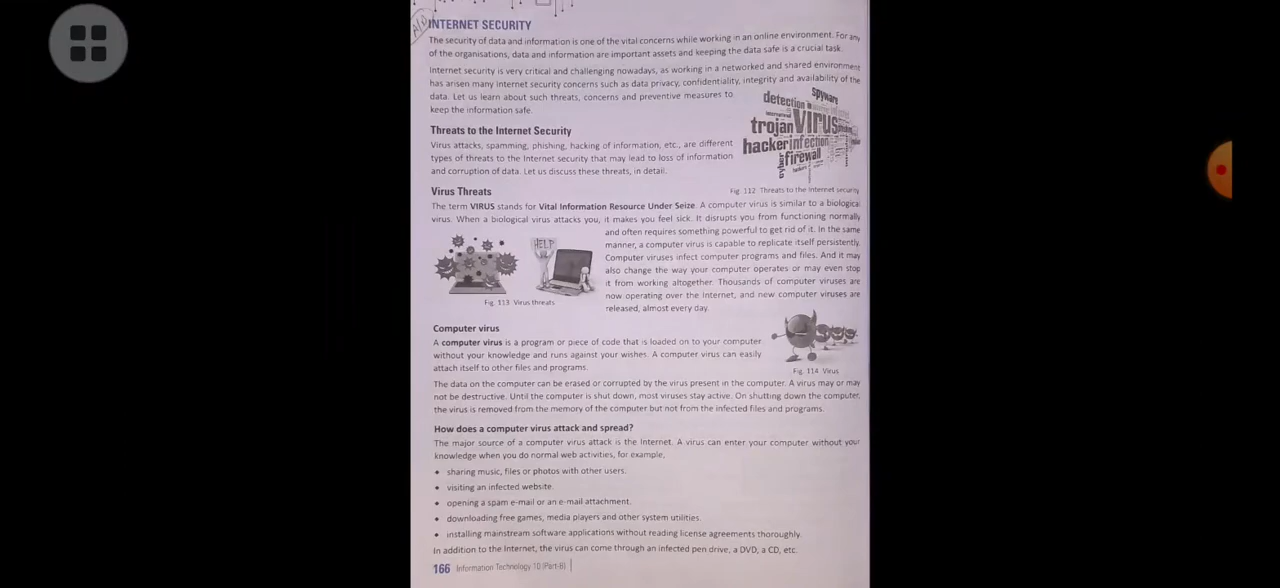 A/D
INTERNET SECURITY
The security of data and information is one of the vital concerns while working in an online environment. For any
of the organisations, data and information are important assets and keeping the data safe is a crucial task.
Internet security is very critical and challenging nowadays, as working in a networked and shared environment
has arisen many Internet security concerns such as data privacy, confidentiality, integrity and availability of the
data. Let us learn about such threats, concerns and preventive measures to
keep the information safe.
detection
spyware
trojan VIRUS
hacker infection
cyber firewall
Threats to the Internet Security
Virus attacks, spamming, phishing, hacking of information, etc., are different
types of threats to the Internet security that may lead to loss of information
and corruption of data. Let us discuss these threats, in detail.
Fig. 112 Threats to the Internet security
Virus Threats
The term VIRUS stands for Vital Information Resource Under Seize. A computer virus is similar to a biological
virus. When a biological virus attacks you, it makes you feel sick. It disrupts you from functioning normally
and often requires something powerful to get rid of it. In the same
manner, a computer virus is capable to replicate itself persistently.
Computer viruses infect computer programs and files. And it may
also change the way your computer operates or may even stop
it from working altogether. Thousands of computer viruses are
now operating over the Internet, and new computer viruses are
released, almost every day.
HELP
Fig. 113 Virus threats
Computer virus
A computer virus is a program or piece of code that is loaded on to your computer
without your knowledge and runs against your wishes. A computer virus can easily
attach itself to other files and programs.
Fig. 114 Virus
The data on the computer can be erased or corrupted by the virus present in the computer. A virus may or may
not be destructive. Until the computer is shut down, most viruses stay active. On shutting down the computer,
the virus is removed from the memory of the computer but not from the infected files and programs.
How does a computer virus attack and spread?
The major source of a computer virus attack is the Internet. A virus can enter your computer without your
knowledge when you do normal web activities, for example,
• sharing music, files or photos with other users.
• visiting an infected website.
• opening a spam e-mail or an e-mail attachment.
• downloading free games, media players and other system utilities.
• installing mainstream software applications without reading license agreements thoroughly.
In addition to the Internet, the virus can come through an infected pen drive, a DVD, a CD, etc.
166 Information Technology 10 (Part-B)